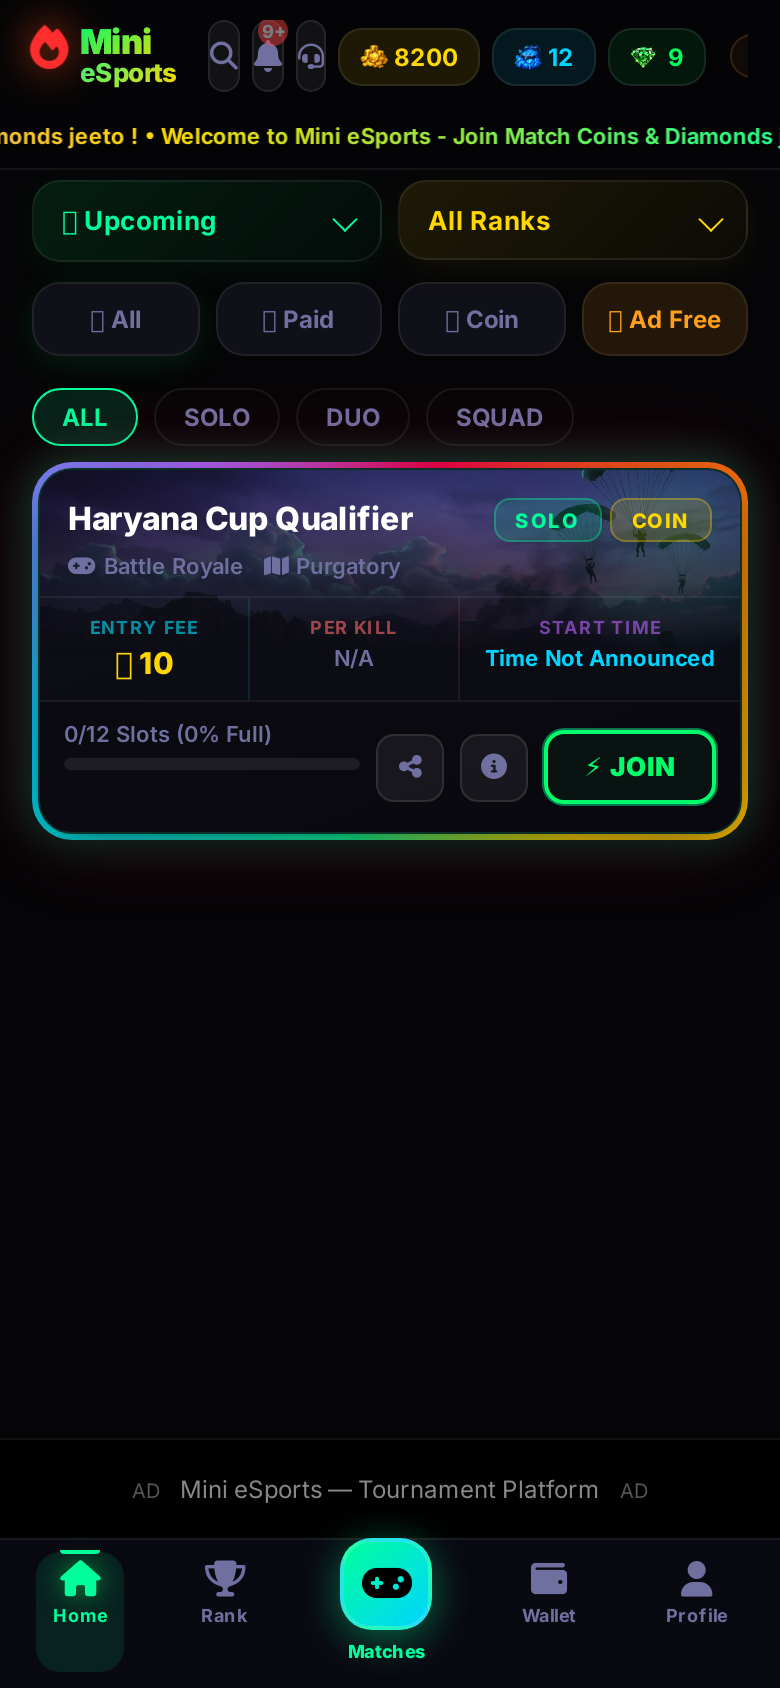 Mini
eSports
9+
8200
12
9
monds jeeto ! • Welcome to Mini eSports - Join Match Coins & Diamonds
Upcoming
All Ranks
All
Paid
Coin
Ad Free
ALL
SOLO
DUO
SQUAD
Haryana Cup Qualifier
SOLO
COIN
Battle Royale
Purgatory
ENTRY FEE
PER KILL
START TIME
10
N/A
Time Not Announced
0/12 Slots (0% Full)
⚡ JOIN
AD Mini eSports — Tournament Platform AD
Home
Rank
Matches
Wallet
Profile